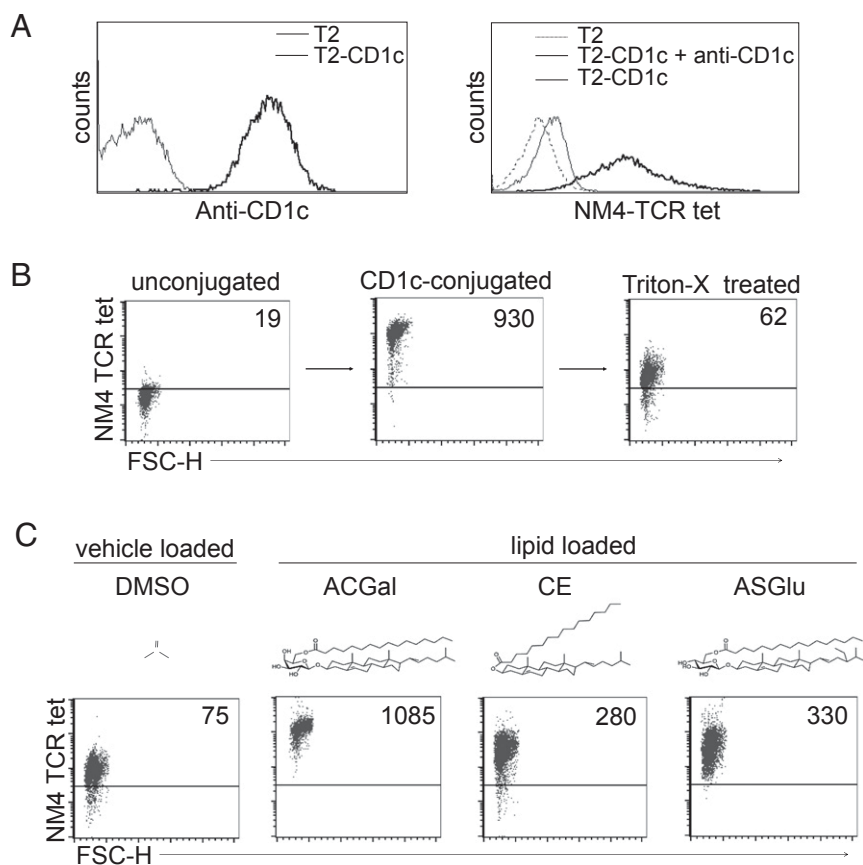 A
T2
T2-CD1c
counts
Anti-CD1c
T2
T2-CD1c + anti-CD1c
T2-CD1c
counts
NM4-TCR tet
B
unconjugated
CD1c-conjugated
Triton-X treated
19
930
62
NM4 TCR tet
FSC-H
C
vehicle loaded
lipid loaded
DMSO
ACGal
CE
ASGlu
75
1085
280
330
NM4 TCR tet
FSC-H